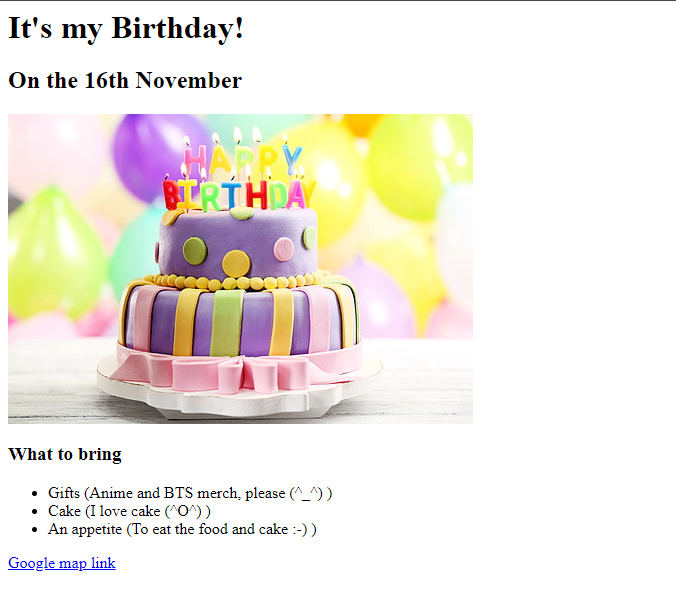 It's my Birthday!
On the 16th November
HAPPY
BIRTHDAY
What to bring
Gifts (Anime and BTS merch, please (^_^) )
Cake (I love cake (^O^) )
An appetite (To eat the food and cake :-) )
Google map link